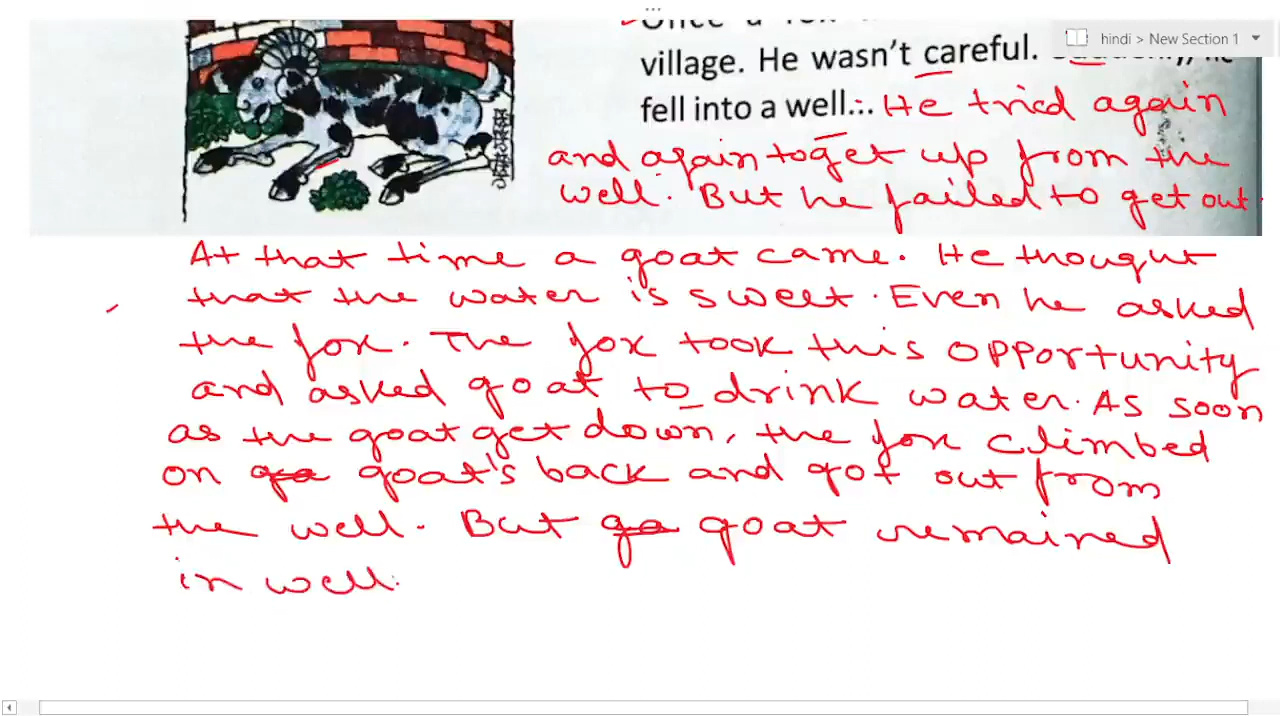 hindi > New Section 1
Once a fox
village. He wasn't careful. Suddenly, he
fell into a well... He tried again
and again to get up from the
well. But he failed to get out.
At that time a goat came. He thought
that the water is sweet. Even he asked
the fox. The fox took this opportunity
and asked goat to drink water. As soon
as the goat get down, the fox climbed
on goat's back and got out from
the well. But goat remained
in well.